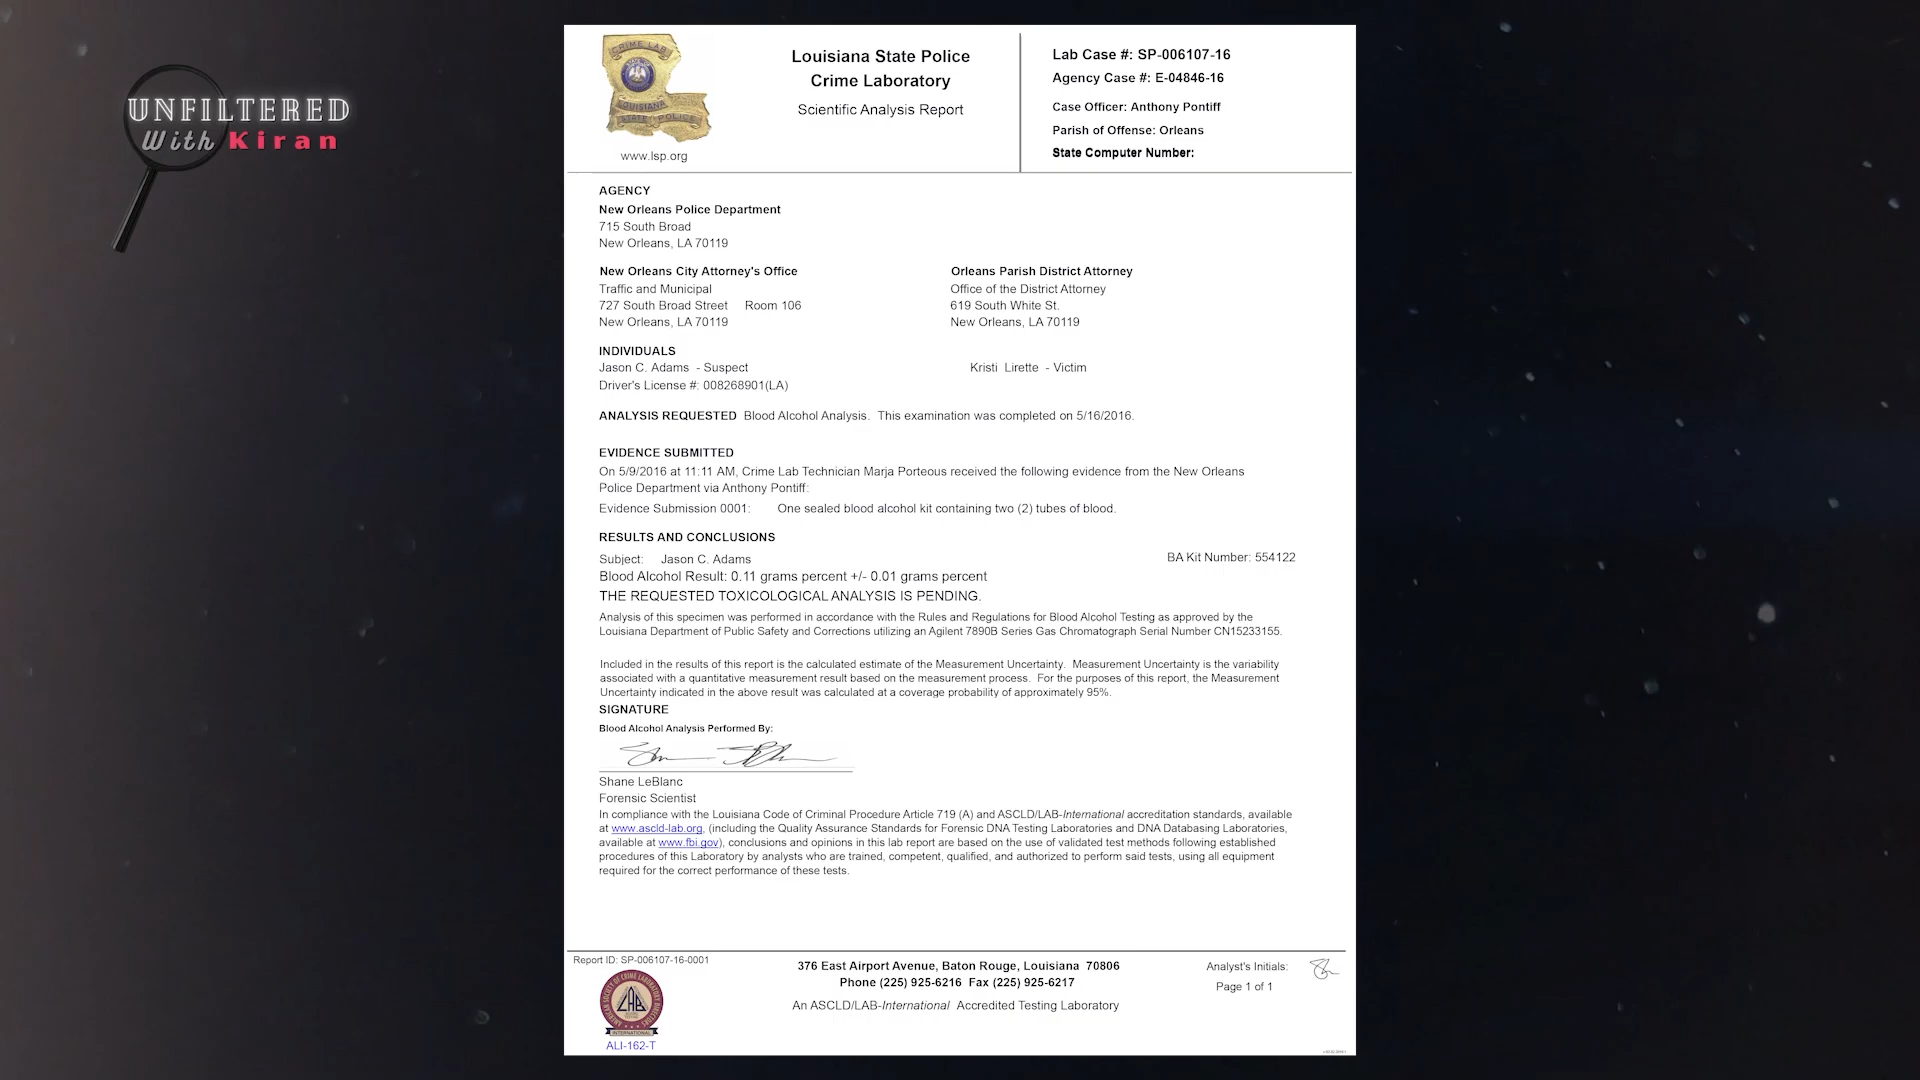 UNFILTERED
With Kiran
CRIME LAB
LOUISIANA
STATE POLICE
www.lsp.org
Louisiana State Police
Crime Laboratory
Scientific Analysis Report
Lab Case #: SP-006107-16
Agency Case #: E-04846-16
Case Officer: Anthony Pontiff
Parish of Offense: Orleans
State Computer Number:
AGENCY
New Orleans Police Department
715 South Broad
New Orleans, LA 70119
New Orleans City Attorney's Office
Traffic and Municipal
727 South Broad Street Room 106
New Orleans, LA 70119
Orleans Parish District Attorney
Office of the District Attorney
619 South White St.
New Orleans, LA 70119
INDIVIDUALS
Jason C. Adams - Suspect Kristi Lirette - Victim
Driver's License #: 008268901(LA)
ANALYSIS REQUESTED Blood Alcohol Analysis. This examination was completed on 5/16/2016.
EVIDENCE SUBMITTED
On 5/9/2016 at 11:11 AM, Crime Lab Technician Marja Porteous received the following evidence from the New Orleans
Police Department via Anthony Pontiff:
Evidence Submission 0001: One sealed blood alcohol kit containing two (2) tubes of blood.
RESULTS AND CONCLUSIONS
Subject: Jason C. Adams BA Kit Number: 554122
Blood Alcohol Result: 0.11 grams percent +/- 0.01 grams percent
THE REQUESTED TOXICOLOGICAL ANALYSIS IS PENDING.
Analysis of this specimen was performed in accordance with the Rules and Regulations for Blood Alcohol Testing as approved by the
Louisiana Department of Public Safety and Corrections utilizing an Agilent 7890B Series Gas Chromatograph Serial Number CN15233155.
Included in the results of this report is the calculated estimate of the Measurement Uncertainty. Measurement Uncertainty is the variability
associated with a quantitative measurement result based on the measurement process. For the purposes of this report, the Measurement
Uncertainty indicated in the above result was calculated at a coverage probability of approximately 95%.
SIGNATURE
Blood Alcohol Analysis Performed By:
Shane LeBlanc
Forensic Scientist
In compliance with the Louisiana Code of Criminal Procedure Article 719 (A) and ASCLD/LAB-International accreditation standards, available
at www.ascld-lab.org, (including the Quality Assurance Standards for Forensic DNA Testing Laboratories and DNA Databasing Laboratories,
available at www.fbi.gov), conclusions and opinions in this lab report are based on the use of validated test methods following established
procedures of this Laboratory by analysts who are trained, competent, qualified, and authorized to perform said tests, using all equipment
required for the correct performance of these tests.
Report ID: SP-006107-16-0001
LAB
INTERNATIONAL
ALI-162-T
376 East Airport Avenue, Baton Rouge, Louisiana 70806
Phone (225) 925-6216 Fax (225) 925-6217
An ASCLD/LAB-International Accredited Testing Laboratory
Analyst's Initials:
Page 1 of 1